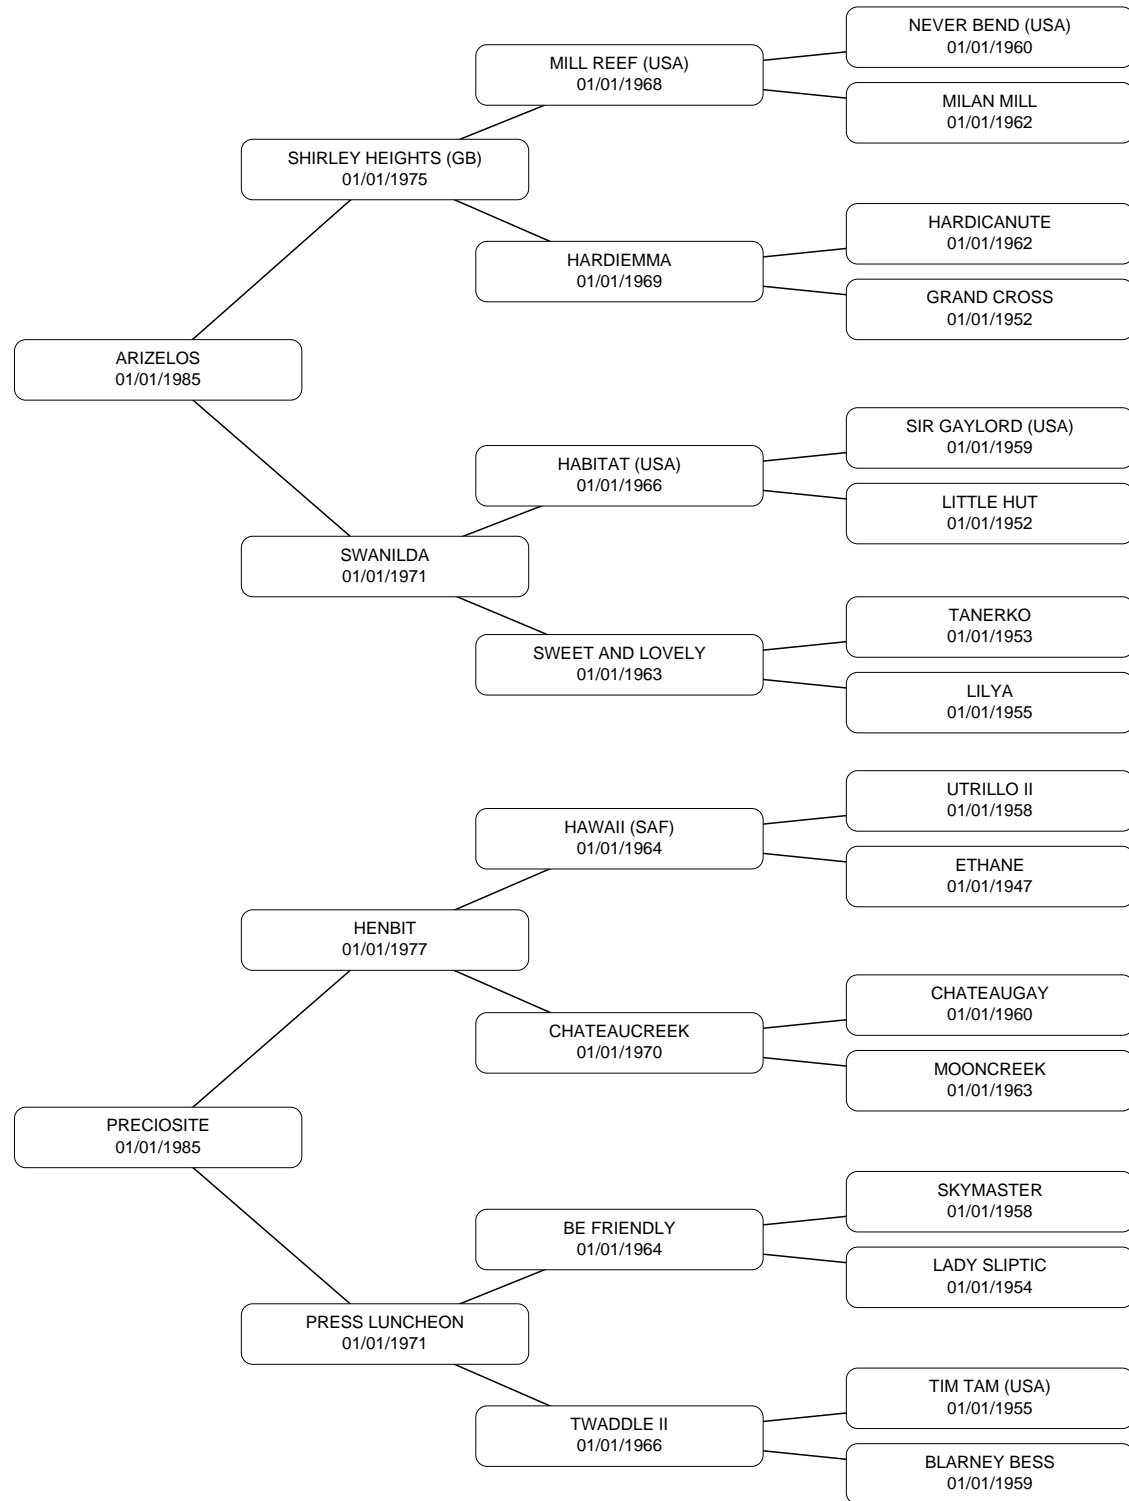 NEVER BEND (USA)
01/01/1960
MILL REEF (USA)
01/01/1968
MILAN MILL
01/01/1962
SHIRLEY HEIGHTS (GB)
01/01/1975
HARDICANUTE
01/01/1962
HARDIEMMA
01/01/1969
GRAND CROSS
01/01/1952
ARIZELOS
01/01/1985
SIR GAYLORD (USA)
01/01/1959
HABITAT (USA)
01/01/1966
LITTLE HUT
01/01/1952
SWANILDA
01/01/1971
TANERKO
01/01/1953
SWEET AND LOVELY
01/01/1963
LILYA
01/01/1955
UTRILLO II
01/01/1958
HAWAII (SAF)
01/01/1964
ETHANE
01/01/1947
HENBIT
01/01/1977
CHATEAUGAY
01/01/1960
CHATEAUCREEK
01/01/1970
MOONCREEK
01/01/1963
PRECIOSITE
01/01/1985
SKYMASTER
01/01/1958
BE FRIENDLY
01/01/1964
LADY SLIPTIC
01/01/1954
PRESS LUNCHEON
01/01/1971
TIM TAM (USA)
01/01/1955
TWADDLE II
01/01/1966
BLARNEY BESS
01/01/1959